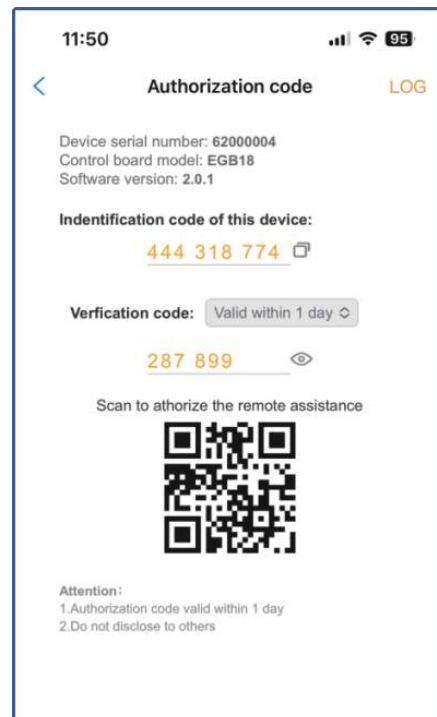 11:50
95
Authorization code
LOG
Device serial number: 62000004
Control board model: EGB18
Software version: 2.0.1
Indentification code of this device:
444 318 774
Verfication code:
Valid within 1 day
287 899
Scan to athorize the remote assistance
Attention:
1.Authorization code valid within 1 day
2.Do not disclose to others